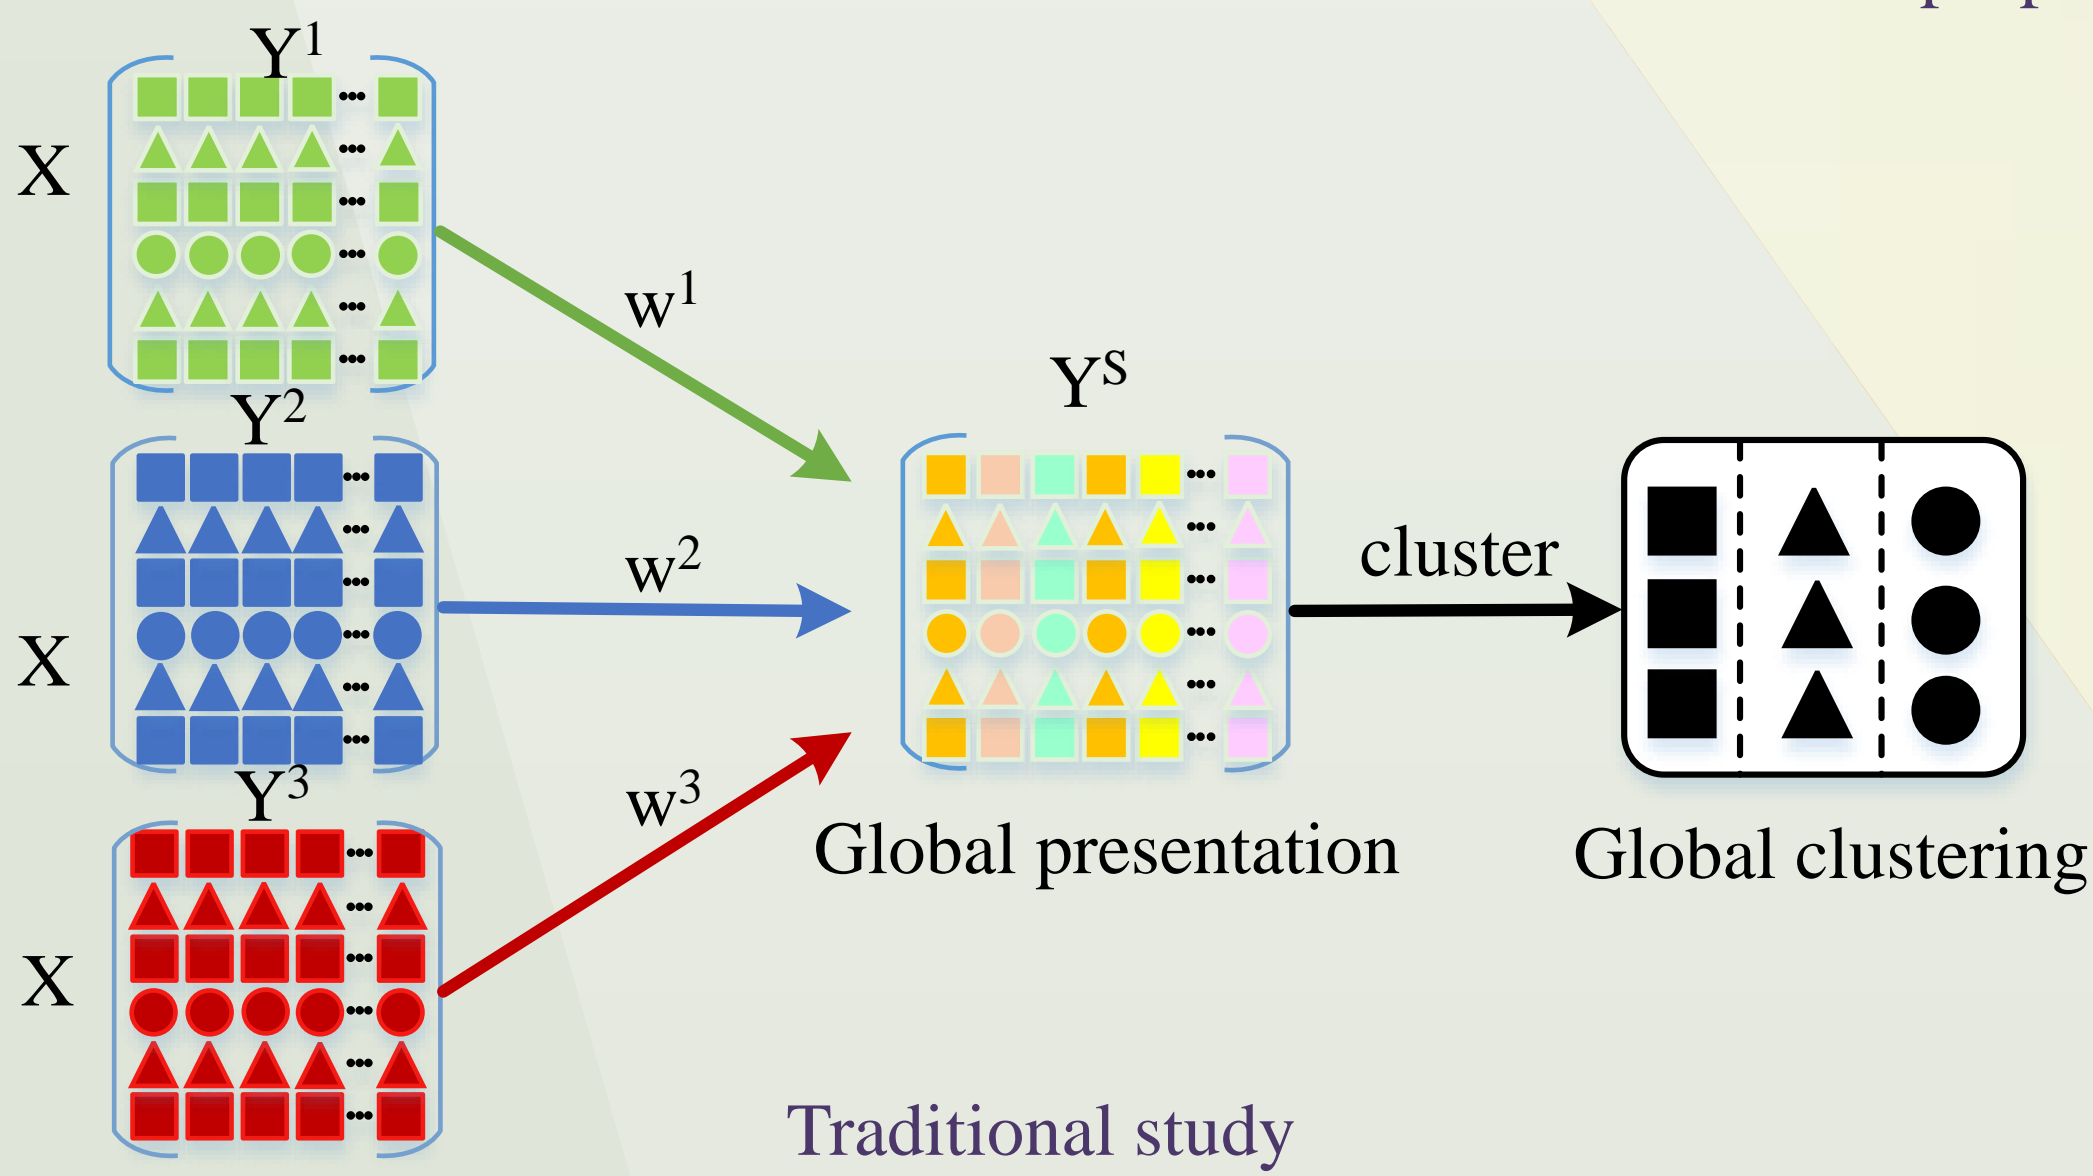 Y¹
X
w¹
Y²
Yˢ
w²
cluster
X
Y³
w³
Global presentation
Global clustering
X
Traditional study